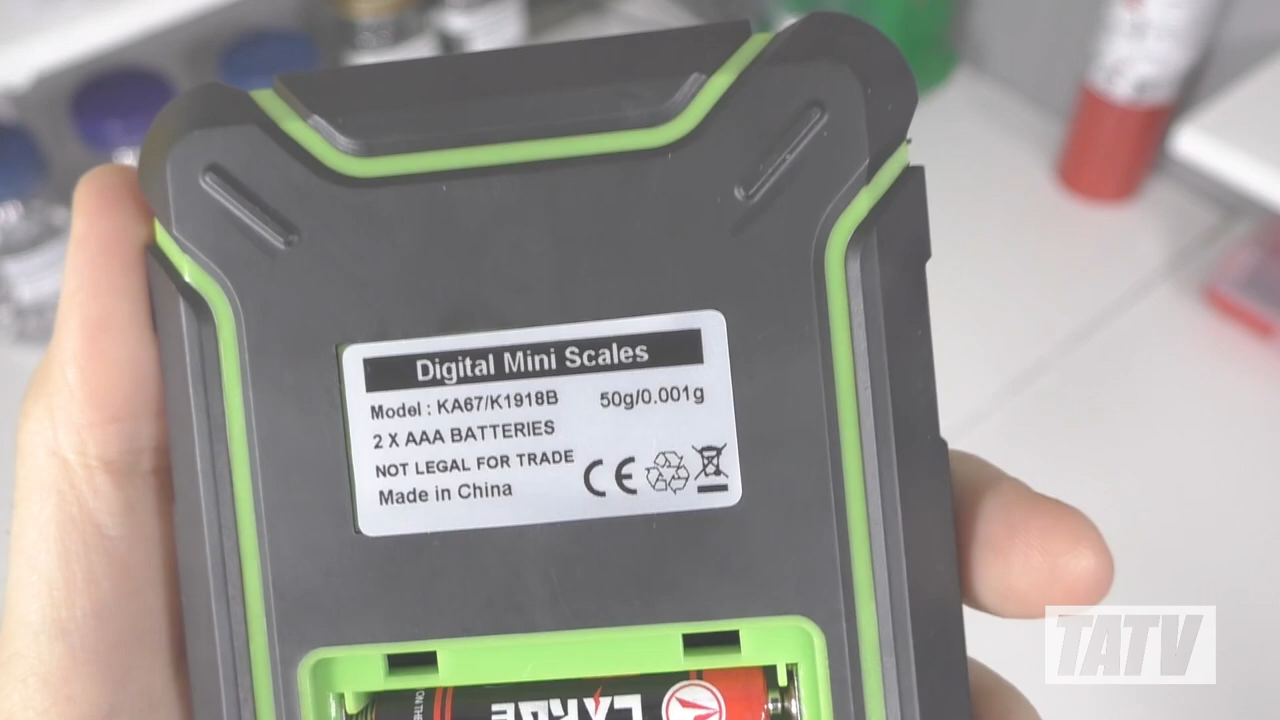 Digital Mini Scales
Model : KA67/K1918B 50g/0.001g
2 X AAA BATTERIES
NOT LEGAL FOR TRADE
Made in China
CE
TATV